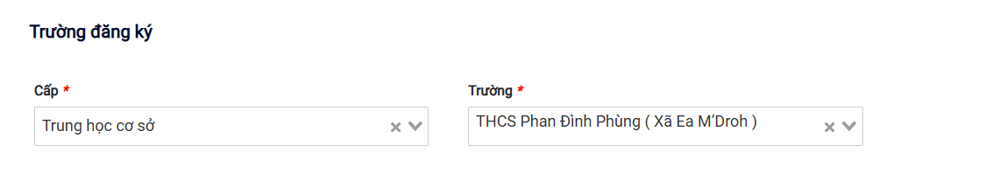 Trường đăng ký
Cấp *
Trường *
Trung học cơ sở
THCS Phan Đình Phùng ( Xã Ea M’Droh )